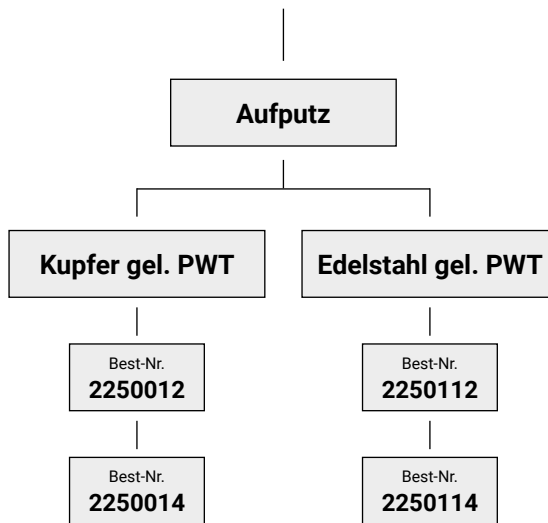 Aufputz
Kupfer gel. PWT
Edelstahl gel. PWT
Best-Nr.
2250012
Best-Nr.
2250112
Best-Nr.
2250014
Best-Nr.
2250114